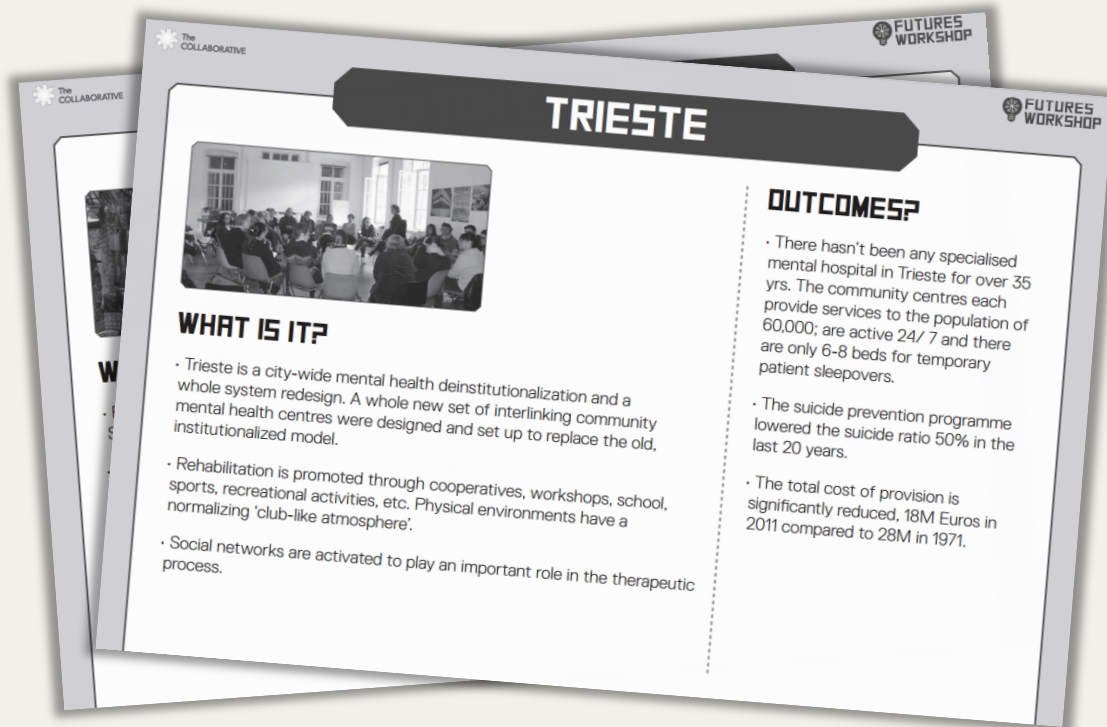 The
COLLABORATIVE
FUTURES
WORKSHOP
The
COLLABORATIVE
FUTURES
WORKSHOP
TRIESTE
WHAT IS IT?
· Trieste is a city-wide mental health deinstitutionalization and a
whole system redesign. A whole new set of interlinking community
mental health centres were designed and set up to replace the old,
institutionalized model.
· Rehabilitation is promoted through cooperatives, workshops, school,
sports, recreational activities, etc. Physical environments have a
normalizing ‘club-like atmosphere’.
· Social networks are activated to play an important role in the therapeutic
process.
OUTCOMES?
· There hasn’t been any specialised
mental hospital in Trieste for over 35
yrs. The community centres each
provide services to the population of
60,000; are active 24/ 7 and there
are only 6-8 beds for temporary
patient sleepovers.
· The suicide prevention programme
lowered the suicide ratio 50% in the
last 20 years.
· The total cost of provision is
significantly reduced, 18M Euros in
2011 compared to 28M in 1971.